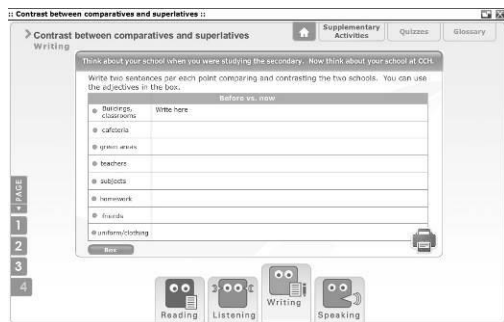 :: Contrast between comparatives and superlatives ::
Contrast between comparatives and superlatives
Writing
Supplementary Activities
Quizzes
Glossary
Think about your school when you were studying the secondary. Now think about your school at CCH.
Write two sentences per each point comparing and contrasting the two schools. You can use
the adjectives in the box.
Before vs. now
Buildings, classrooms
Write here
cafeteria
green areas
teachers
subjects
homework
friends
uniform/clothing
Box
PAGE
1
2
3
4
Reading
Listening
Writing
Speaking